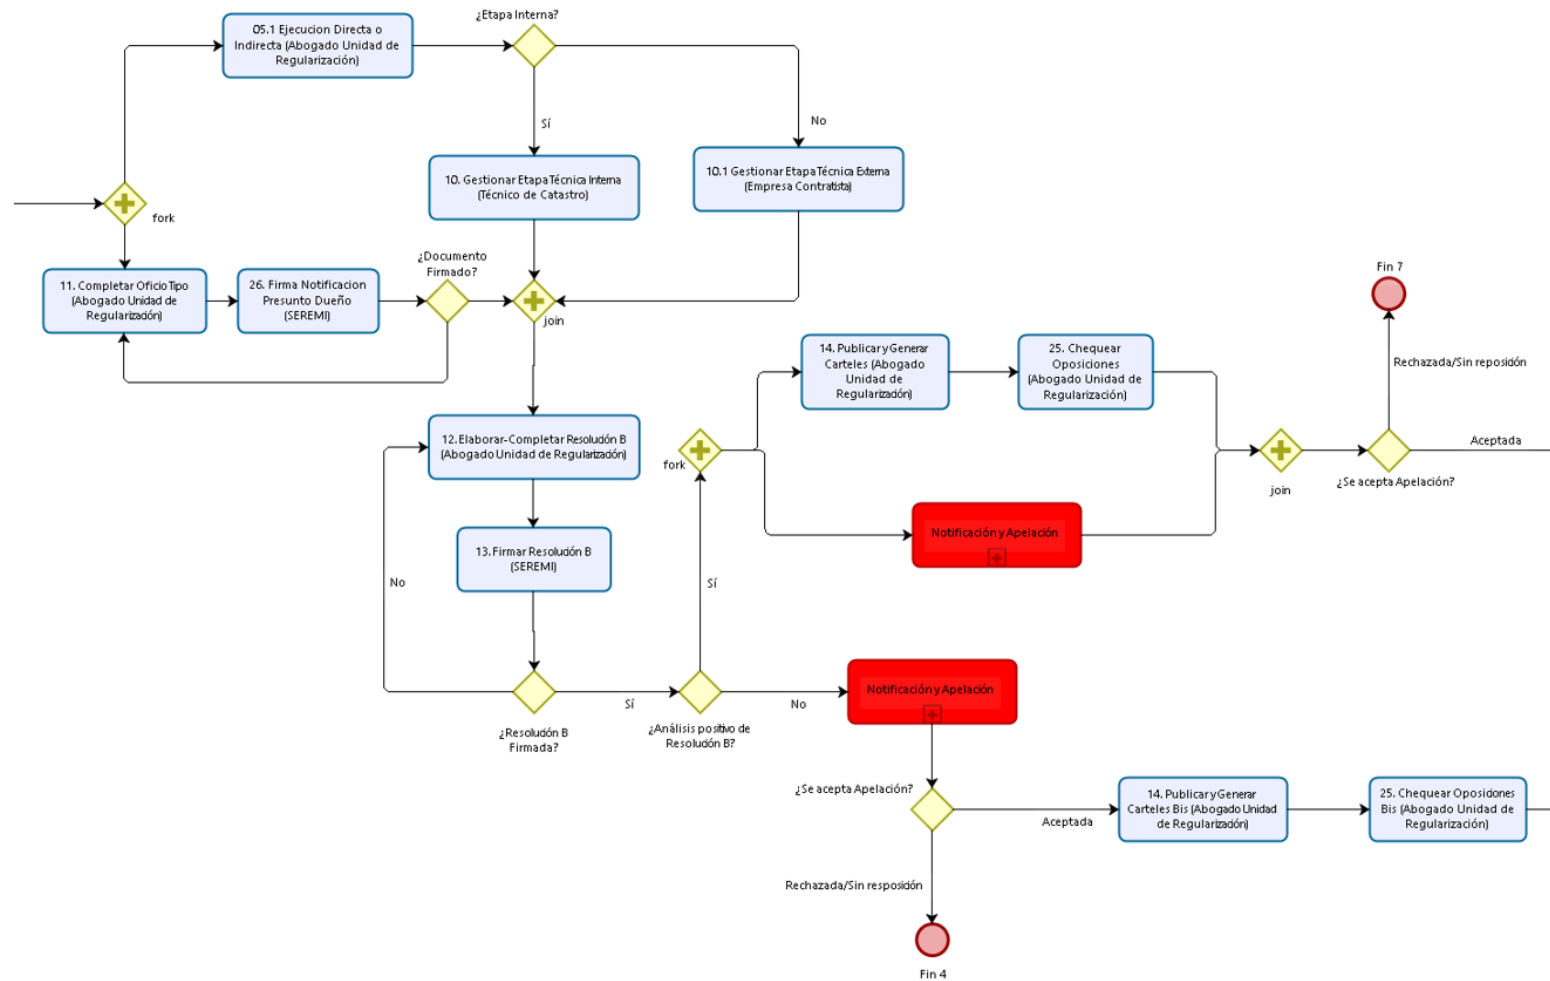 ¿Etapa Interna?
05.1 Ejecucion Directa o
Indirecta (Abogado Unidad de
Regularización)
Sí
No
10. Gestionar Etapa Técnica Interna
(Técnico de Catastro)
10.1 Gestionar Etapa Técnica Externa
(Empresa Contratista)
fork
¿Documento
Firmado?
11. Completar Oficio Tipo
(Abogado Unidad de
Regularización)
26. Firma Notificacion
Presunto Dueño
(SEREMI)
join
Fin 7
14. Publicar y Generar
Carteles (Abogado
Unidad de
Regularización)
25. Chequear
Oposiciones
(Abogado Unidad de
Regularización)
Rechazada/Sin reposición
12. Elaborar-Completar Resolución B
(Abogado Unidad de Regularización)
fork
Aceptada
join
¿Se acepta Apelación?
13. Firmar Resolución B
(SEREMI)
Notificación y Apelación
No
Sí
Notificación y Apelación
Sí
No
¿Resolución B
Firmada?
¿Análisis positivo de
Resolución B?
¿Se acepta Apelación?
14. Publicar y Generar
Carteles Bis (Abogado Unidad
de Regularización)
25. Chequear Oposiciones
Bis (Abogado Unidad de
Regularización)
Aceptada
Rechazada/Sin resposición
Fin 4